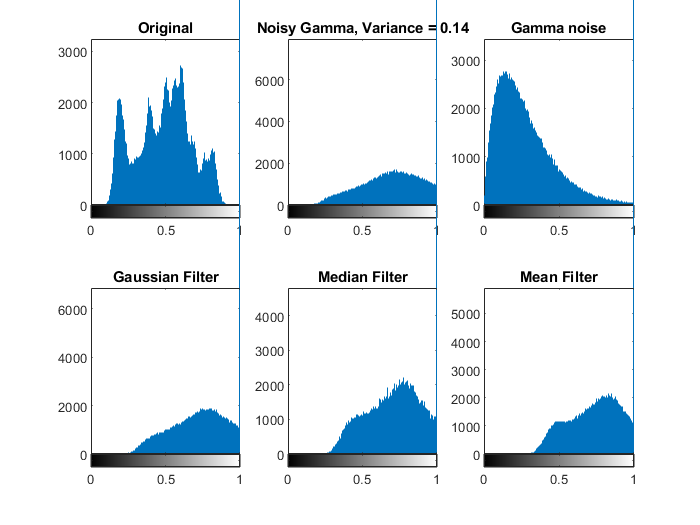 Original
3000
2000
1000
0
0 0.5 1
Noisy Gamma, Variance = 0.14
6000
4000
2000
0
0 0.5 1
Gamma noise
3000
2000
1000
0
0 0.5 1
Gaussian Filter
6000
4000
2000
0
0 0.5 1
Median Filter
4000
3000
2000
1000
0
0 0.5 1
Mean Filter
5000
4000
3000
2000
1000
0
0 0.5 1